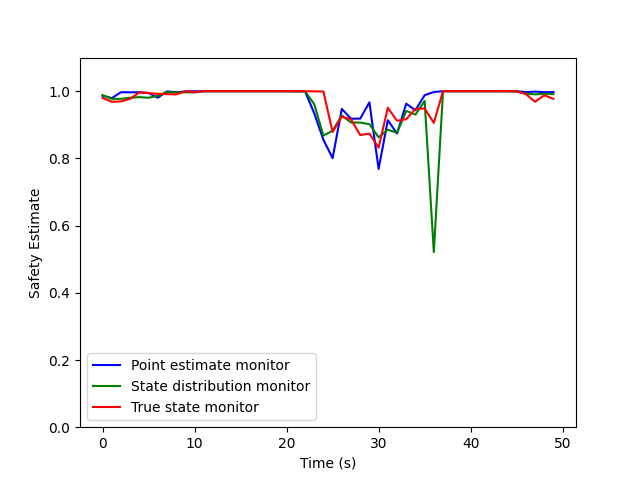 1.0
0.8
0.6
0.4
0.2
0.0
Safety Estimate
Point estimate monitor
State distribution monitor
True state monitor
0 10 20 30 40 50
Time (s)